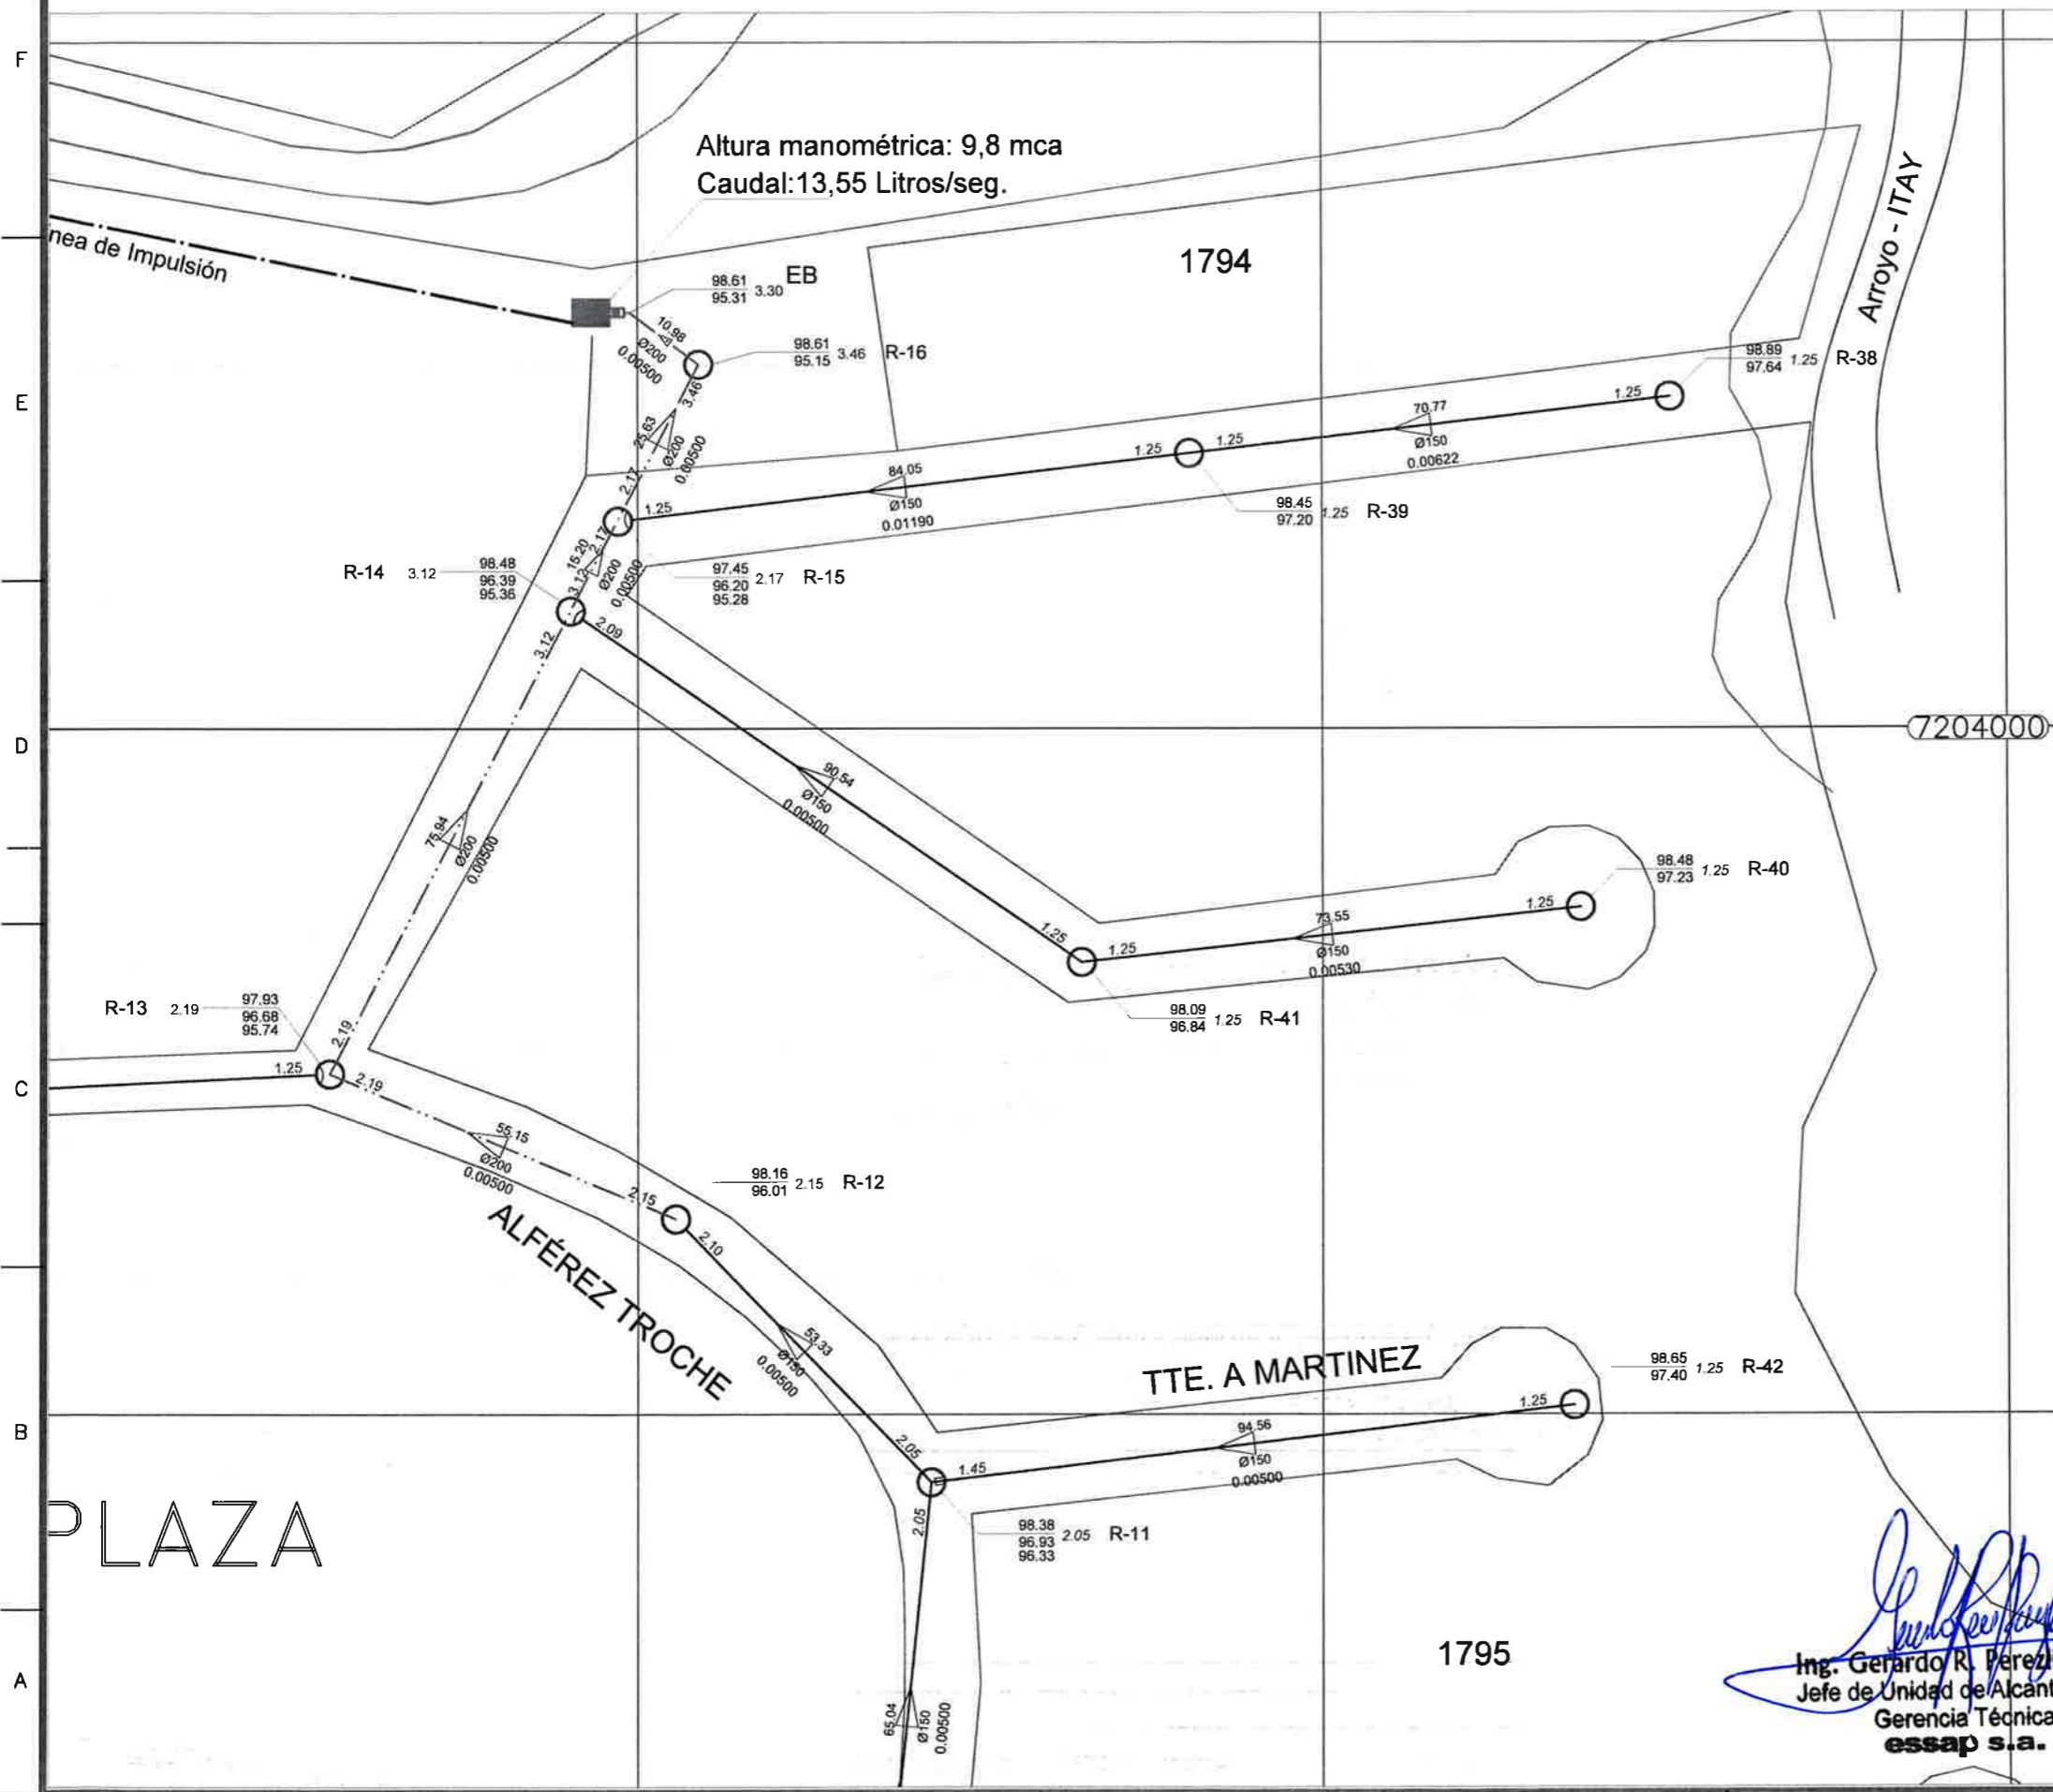 F
Altura manométrica: 9,8 mca
Caudal:13,55 Litros/seg.
nea de Impulsión
1794
Arroyo - ITAY
98.61
95.31
3.30
EB
10.98
Ø200
0.00500
98.61
95.15
3.46
R-16
98.89
97.64
1.25
R-38
E
3.46
25.63
Ø200
0.00500
2.17
1.25
70.77
Ø150
0.00622
1.25
1.25
84.05
Ø150
0.01190
1.25
98.45
97.20
1.25
R-39
2.17
15.20
Ø200
0.00500
3.12
R-14
3.12
98.48
96.39
95.36
97.45
96.20
95.28
2.17
R-15
2.09
3.12
D
7204000
90.54
Ø150
0.00500
75.94
Ø200
0.00500
98.48
97.23
1.25
R-40
1.25
73.55
Ø150
0.00530
1.25
1.25
98.09
96.84
1.25
R-41
R-13
2.19
97.93
96.68
95.74
2.19
C
1.25
2.19
55.15
Ø200
0.00500
2.15
98.16
96.01
2.15
R-12
2.10
ALFÉREZ TROCHE
53.33
Ø150
0.00500
TTE. A MARTINEZ
98.65
97.40
1.25
R-42
1.25
B
94.56
Ø150
0.00500
2.05
1.45
2.05
98.38
96.93
96.33
2.05
R-11
PLAZA
1795
A
65.04
Ø150
0.00500
Ing. Gerardo R. Perez
Jefe de Unidad de Alcant
Gerencia Técnica
essap s.a.